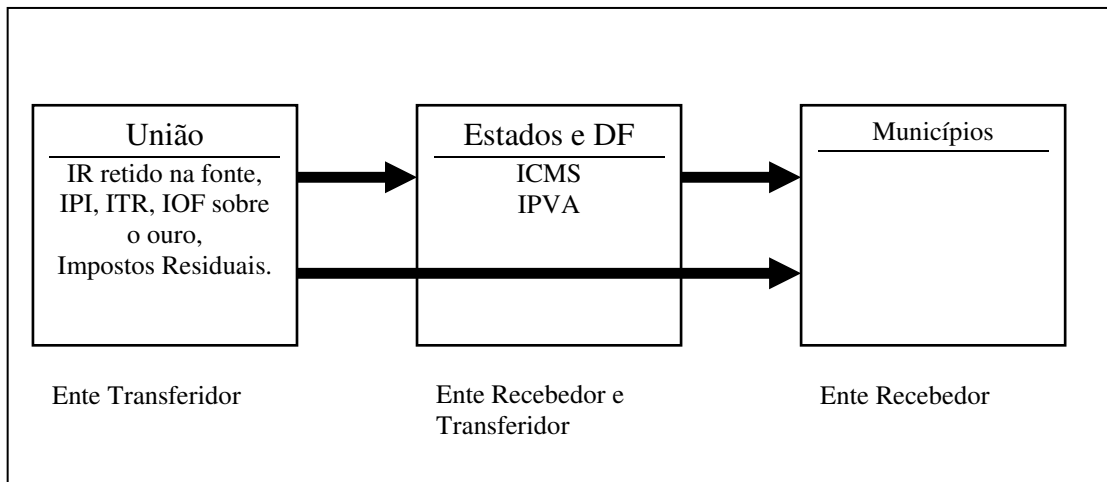 União
IR retido na fonte,
IPI, ITR, IOF sobre
o ouro,
Impostos Residuais.
Estados e DF
ICMS
IPVA
Municípios
Ente Transferidor
Ente Recebedor e
Transferidor
Ente Recebedor